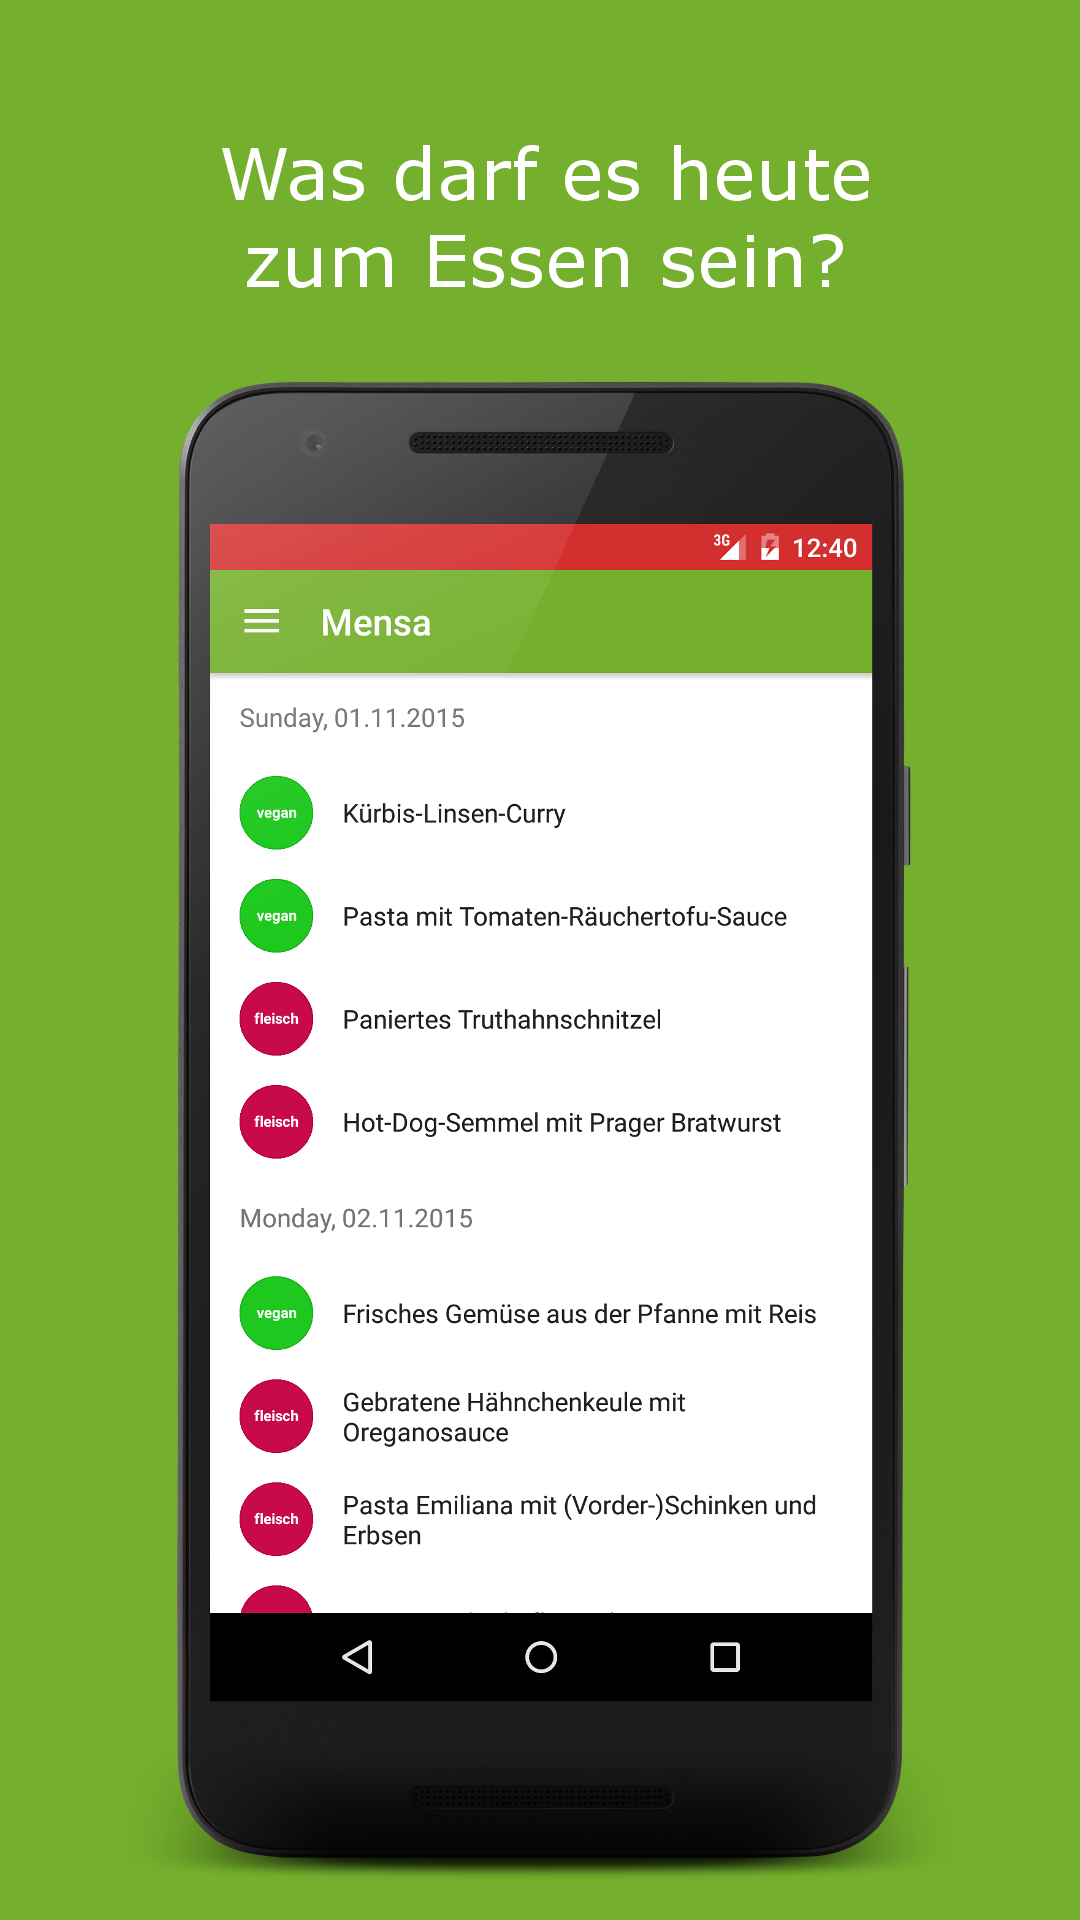 Was darf es heute
zum Essen sein?
3G 12:40
Mensa
Sunday, 01.11.2015
vegan Kürbis-Linsen-Curry
vegan Pasta mit Tomaten-Räuchertofu-Sauce
fleisch Paniertes Truthahnschnitzel
fleisch Hot-Dog-Semmel mit Prager Bratwurst
Monday, 02.11.2015
vegan Frisches Gemüse aus der Pfanne mit Reis
fleisch Gebratene Hähnchenkeule mit
Oreganosauce
fleisch Pasta Emiliana mit (Vorder-)Schinken und
Erbsen